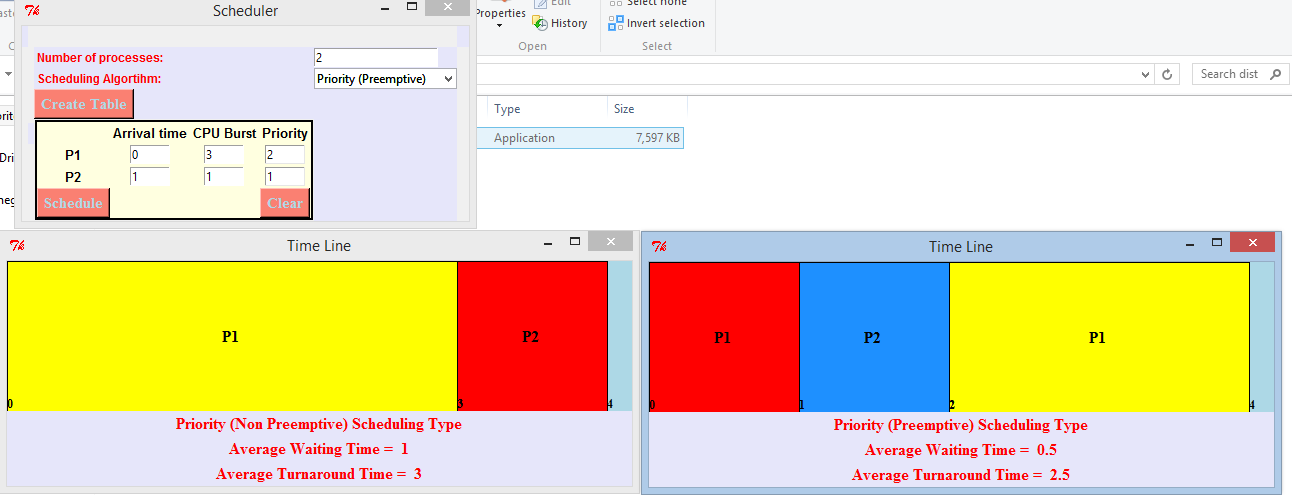 Scheduler
Number of processes:
2
Scheduling Algortihm:
Priority (Preemptive)
Create Table
Arrival time CPU Burst Priority
P1 0 3 2
P2 1 1 1
Schedule Clear
Properties
Edit
History
Open
Select none
Invert selection
Select
Search dist
Type Size
Application 7,597 KB
Time Line
P1 P2
0 3 4
Priority (Non Preemptive) Scheduling Type
Average Waiting Time = 1
Average Turnaround Time = 3
Time Line
P1 P2 P1
0 1 2 4
Priority (Preemptive) Scheduling Type
Average Waiting Time = 0.5
Average Turnaround Time = 2.5